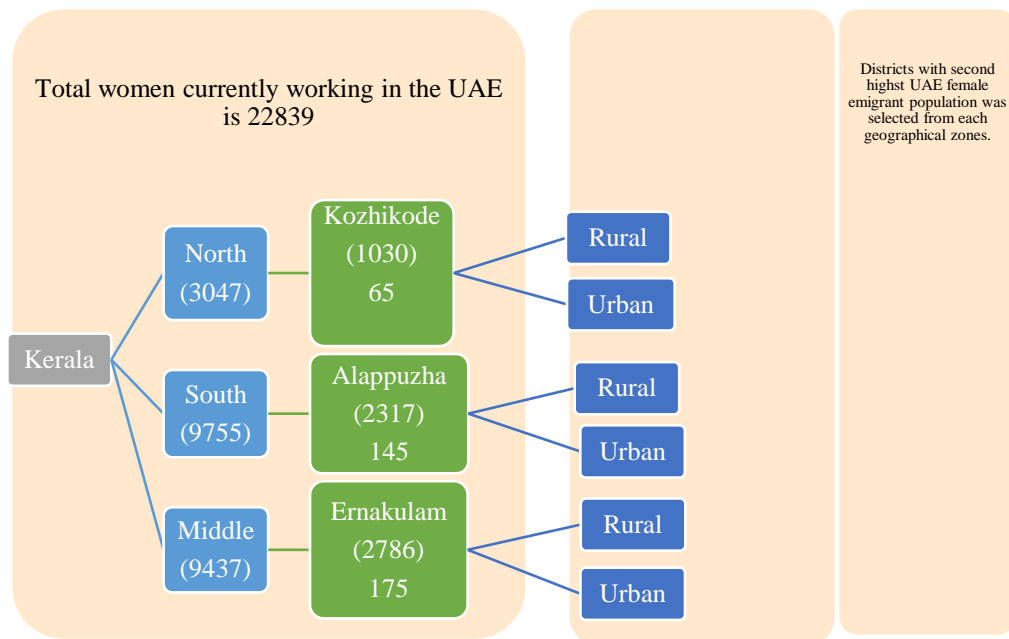 Total women currently working in the UAE
is 22839
Districts with second
highst UAE female
emigrant population was
selected from each
geographical zones.
Kerala
North
(3047)
Kozhikode
(1030)
65
Rural
Urban
South
(9755)
Alappuzha
(2317)
145
Rural
Urban
Middle
(9437)
Ernakulam
(2786)
175
Rural
Urban